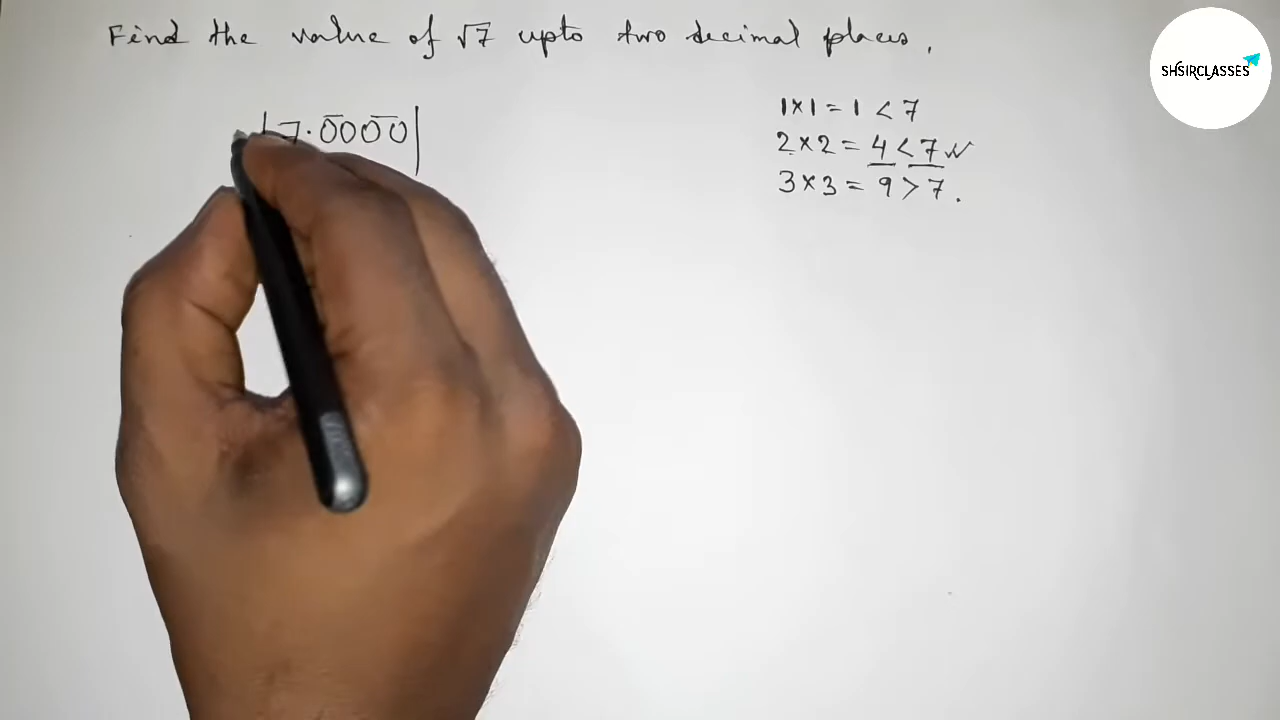 Find the value of √7 upto two decimal places.
7.0000
1×1 = 1 < 7
2×2 = 4 < 7
3×3 = 9 > 7.
SHSIRCLASSES